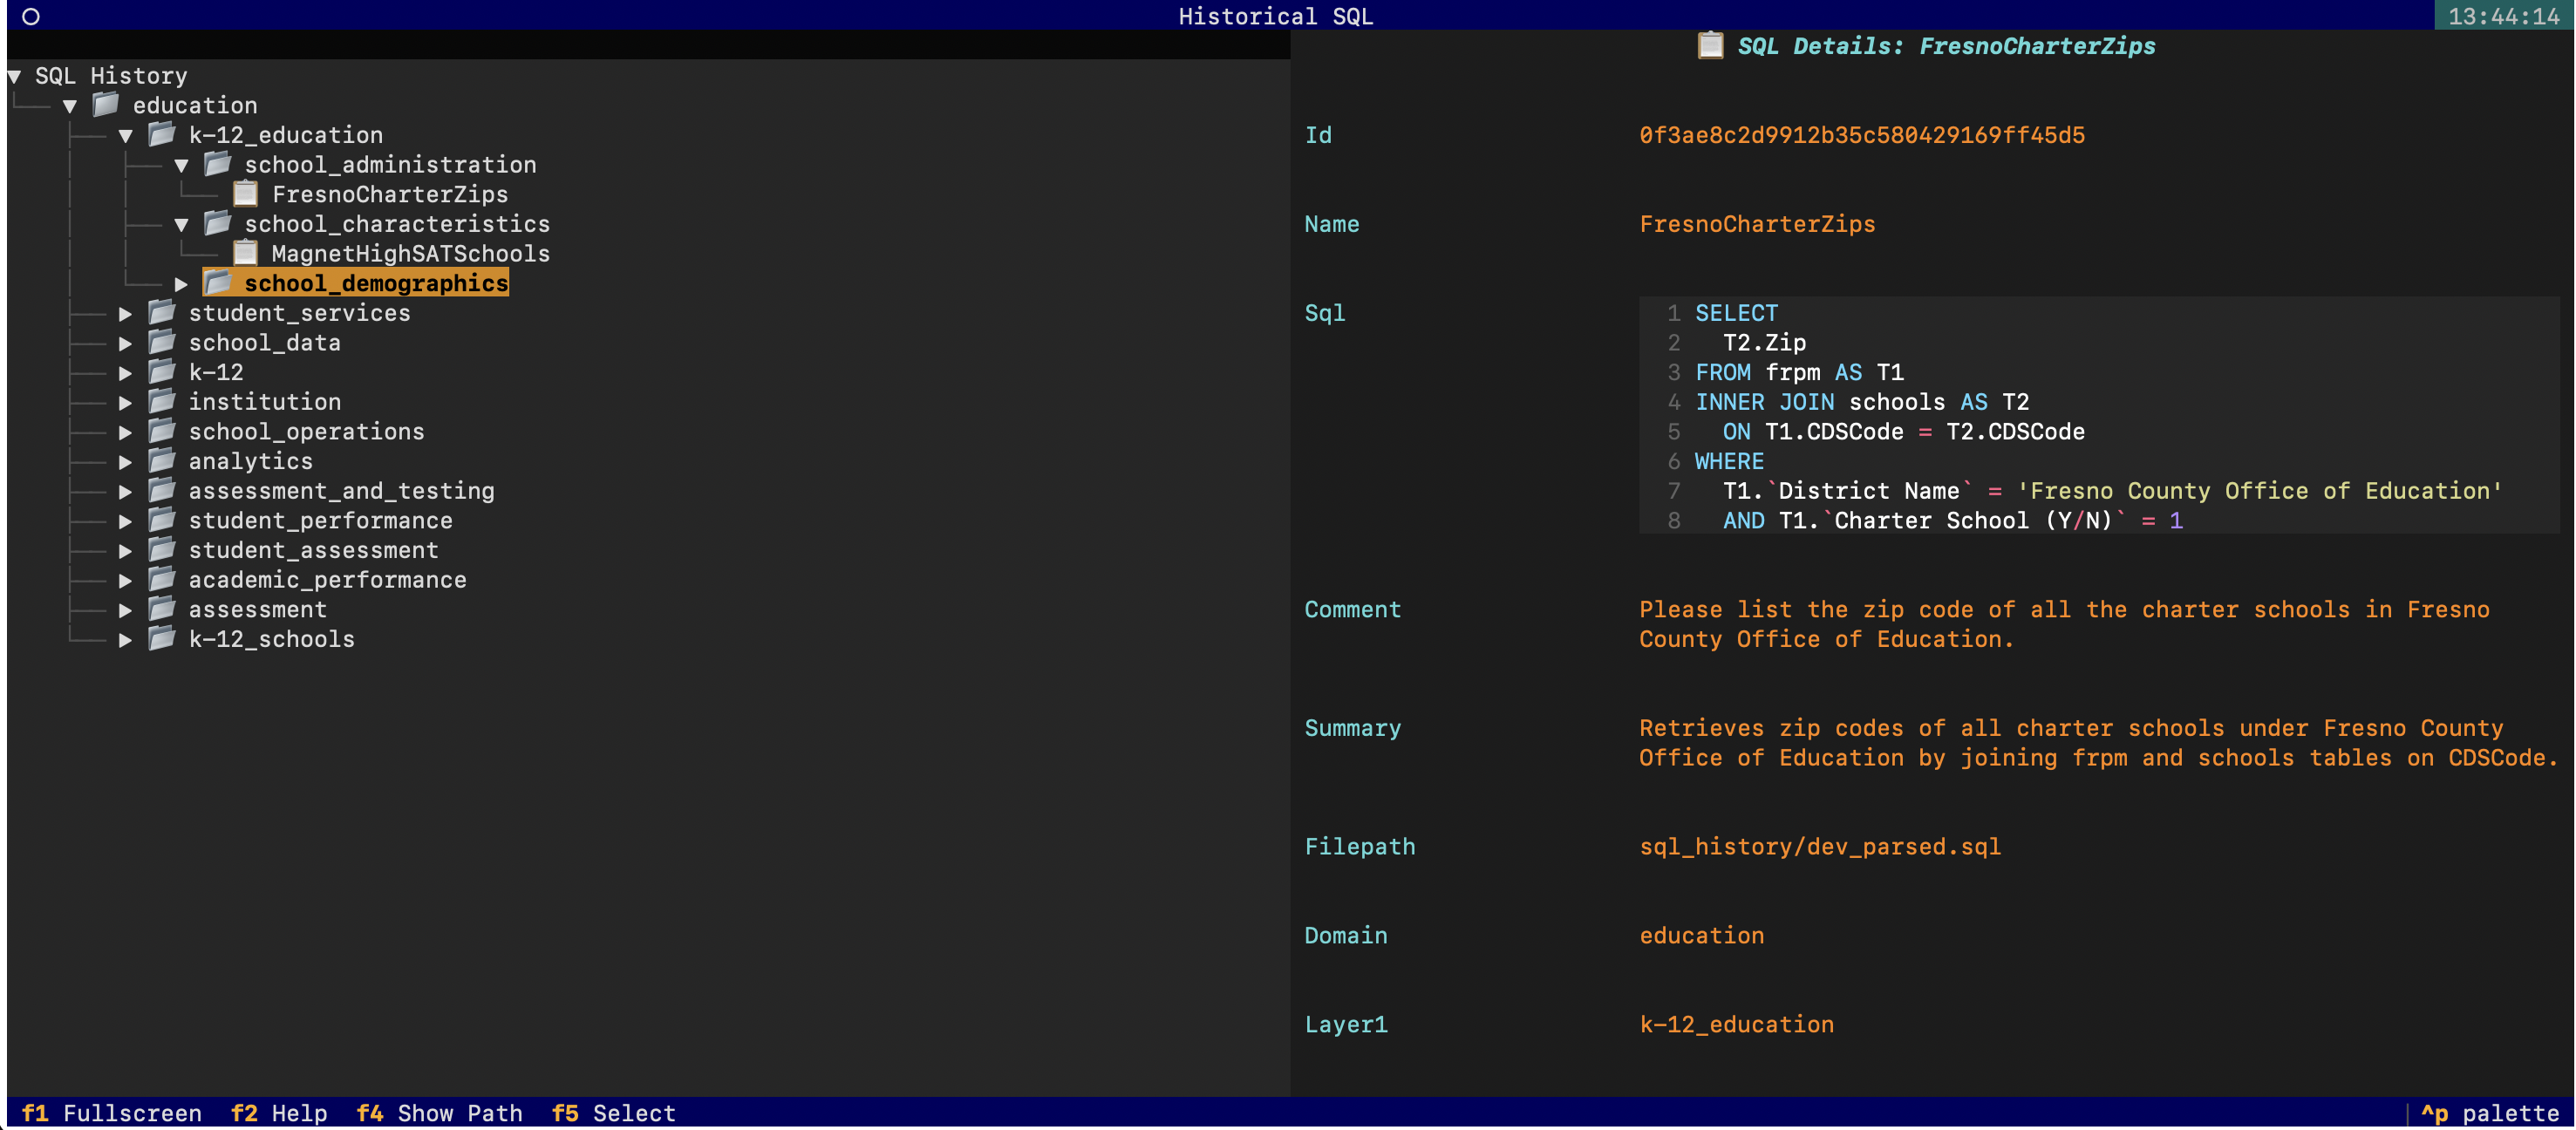 Historical SQL
13:44:14
SQL History
education
k-12_education
school_administration
FresnoCharterZips
school_characteristics
MagnetHighSATSchools
school_demographics
student_services
school_data
k-12
institution
school_operations
analytics
assessment_and_testing
student_performance
student_assessment
academic_performance
assessment
k-12_schools
SQL Details: FresnoCharterZips
Id 0f3ae8c2d9912b35c580429169ff45d5
Name FresnoCharterZips
Sql 1 SELECT
2 T2.Zip
3 FROM frpm AS T1
4 INNER JOIN schools AS T2
5 ON T1.CDSCode = T2.CDSCode
6 WHERE
7 T1.`District Name` = 'Fresno County Office of Education'
8 AND T1.`Charter School (Y/N)` = 1
Comment Please list the zip code of all the charter schools in Fresno
County Office of Education.
Summary Retrieves zip codes of all charter schools under Fresno County
Office of Education by joining frpm and schools tables on CDSCode.
Filepath sql_history/dev_parsed.sql
Domain education
Layer1 k-12_education
f1 Fullscreen f2 Help f4 Show Path f5 Select ^p palette